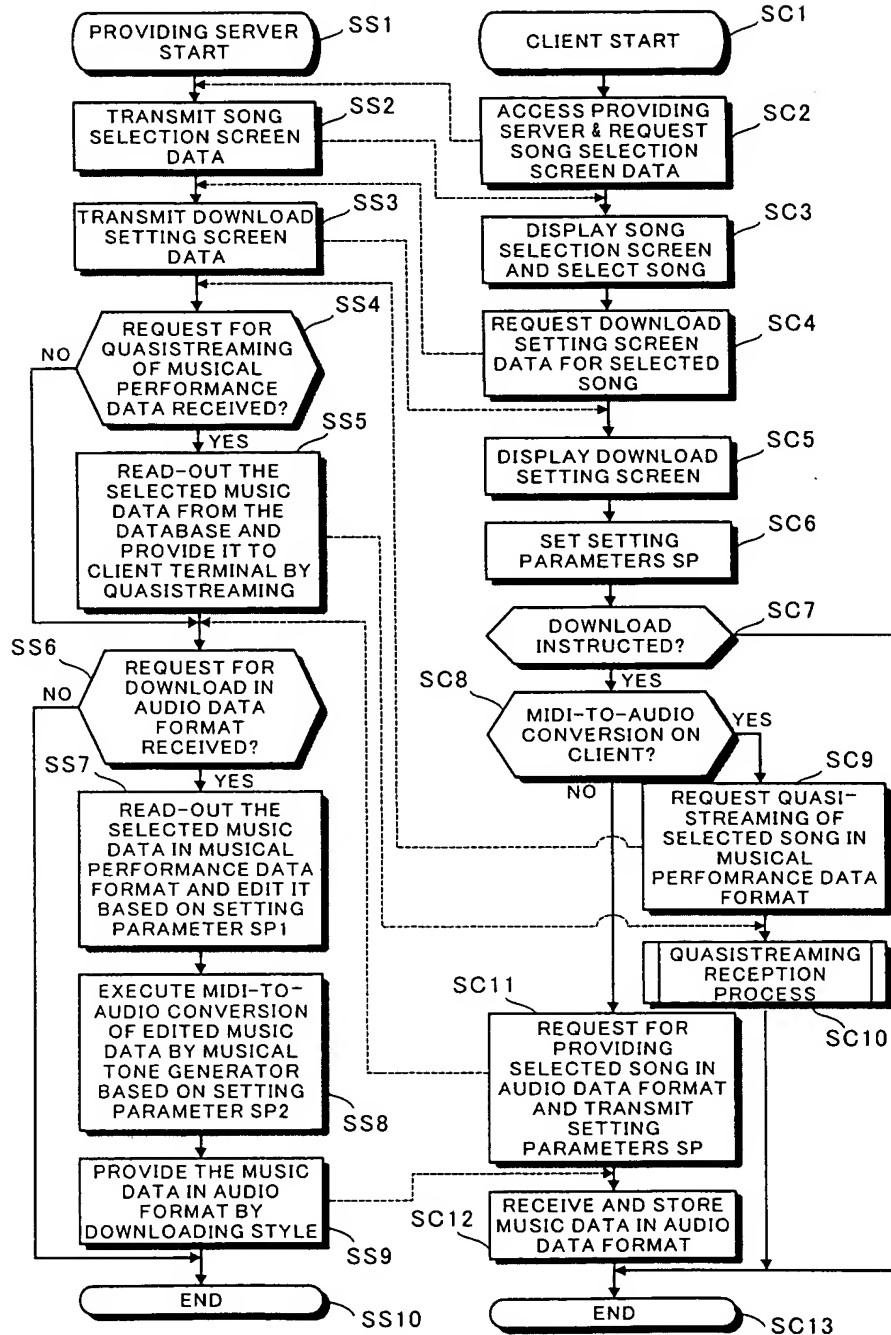 PROVIDING SERVER
START
SS1
TRANSMIT SONG
SELECTION SCREEN
DATA
SS2
TRANSMIT DOWNLOAD
SETTING SCREEN
DATA
SS3
REQUEST FOR
QUASISTREAMING
OF MUSICAL
PERFORMANCE
DATA RECEIVED?
SS4
NO
YES
SS5
READ-OUT THE
SELECTED MUSIC
DATA FROM THE
DATABASE AND
PROVIDE IT TO
CLIENT TERMINAL BY
QUASISTREAMING
SS6
REQUEST FOR
DOWNLOAD IN
AUDIO DATA
FORMAT
RECEIVED?
NO
YES
SS7
READ-OUT THE
SELECTED MUSIC
DATA IN MUSICAL
PERFORMANCE DATA
FORMAT AND EDIT IT
BASED ON SETTING
PARAMETER SP1
EXECUTE MIDI-TO-
AUDIO CONVERSION
OF EDITED MUSIC
DATA BY MUSICAL
TONE GENERATOR
BASED ON SETTING
PARAMETER SP2
SS8
PROVIDE THE MUSIC
DATA IN AUDIO
FORMAT BY
DOWNLOADING STYLE
SS9
END
SS10
CLIENT START
SC1
ACCESS PROVIDING
SERVER & REQUEST
SONG SELECTION
SCREEN DATA
SC2
DISPLAY SONG
SELECTION SCREEN
AND SELECT SONG
SC3
REQUEST DOWNLOAD
SETTING SCREEN
DATA FOR SELECTED
SONG
SC4
DISPLAY DOWNLOAD
SETTING SCREEN
SC5
SET SETTING
PARAMETERS SP
SC6
DOWNLOAD
INSTRUCTED?
SC7
YES
SC8
MIDI-TO-AUDIO
CONVERSION ON
CLIENT?
YES
NO
SC9
REQUEST QUASI-
STREAMING OF
SELECTED SONG IN
MUSICAL
PERFOMRANCE DATA
FORMAT
QUASISTREAMING
RECEPTION
PROCESS
SC10
SC11
REQUEST FOR
PROVIDING
SELECTED SONG IN
AUDIO DATA FORMAT
AND TRANSMIT
SETTING
PARAMETERS SP
SC12
RECEIVE AND STORE
MUSIC DATA IN AUDIO
DATA FORMAT
END
SC13